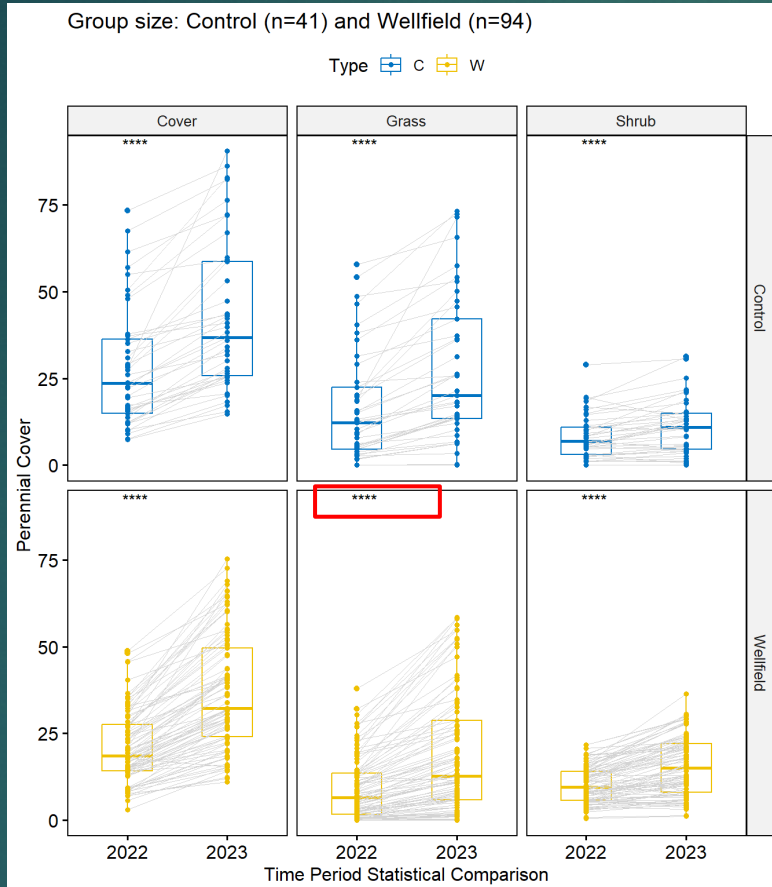 Group size: Control (n=41) and Wellfield (n=94)
Type C W
Cover Grass Shrub
**** **** ****
75
50
25
0
Control
Perennial Cover
**** **** ****
75
50
25
0
Wellfield
2022 2023 2022 2023 2022 2023
Time Period Statistical Comparison